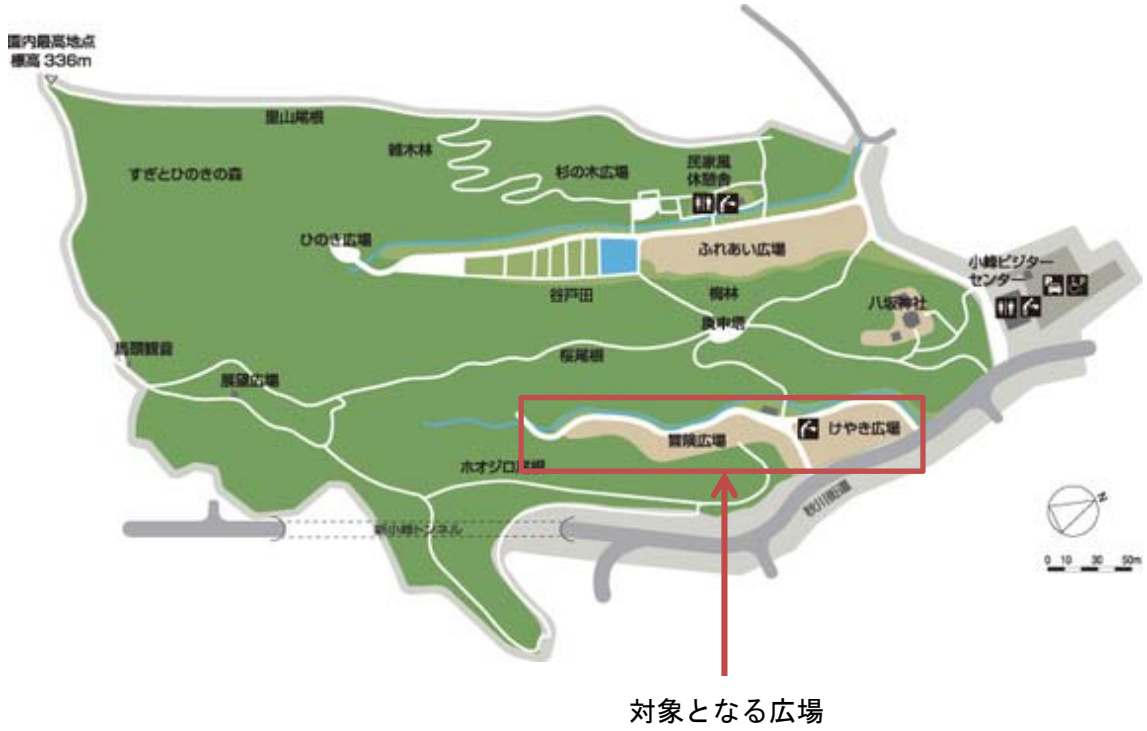 園内最高地点
標高 336m
里山尾根
雑木林
すぎとひのきの森
杉の木広場
民家風
休憩舎
ひのき広場
ふれあい広場
小峰ビジター
センター
谷戸田
梅林
八坂神社
庚申塔
馬頭観音
桜尾根
展望広場
冒険広場
けやき広場
ホオジロ尾根
秋川街道
新小峰トンネル
N
0 10 30 50m
対象となる広場